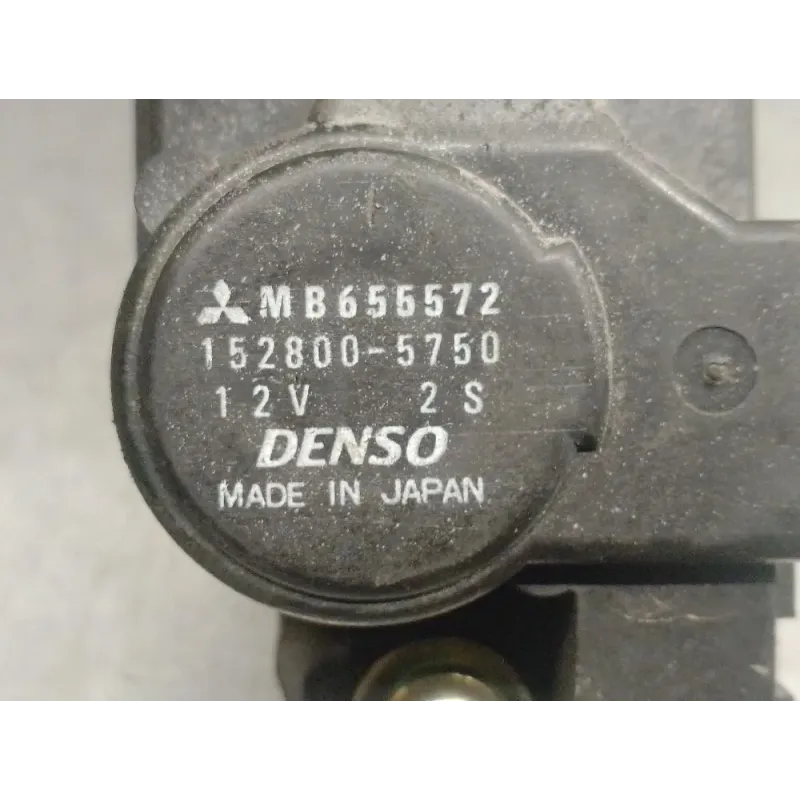 MB655572
152800-5750
12V 2S
DENSO
MADE IN JAPAN